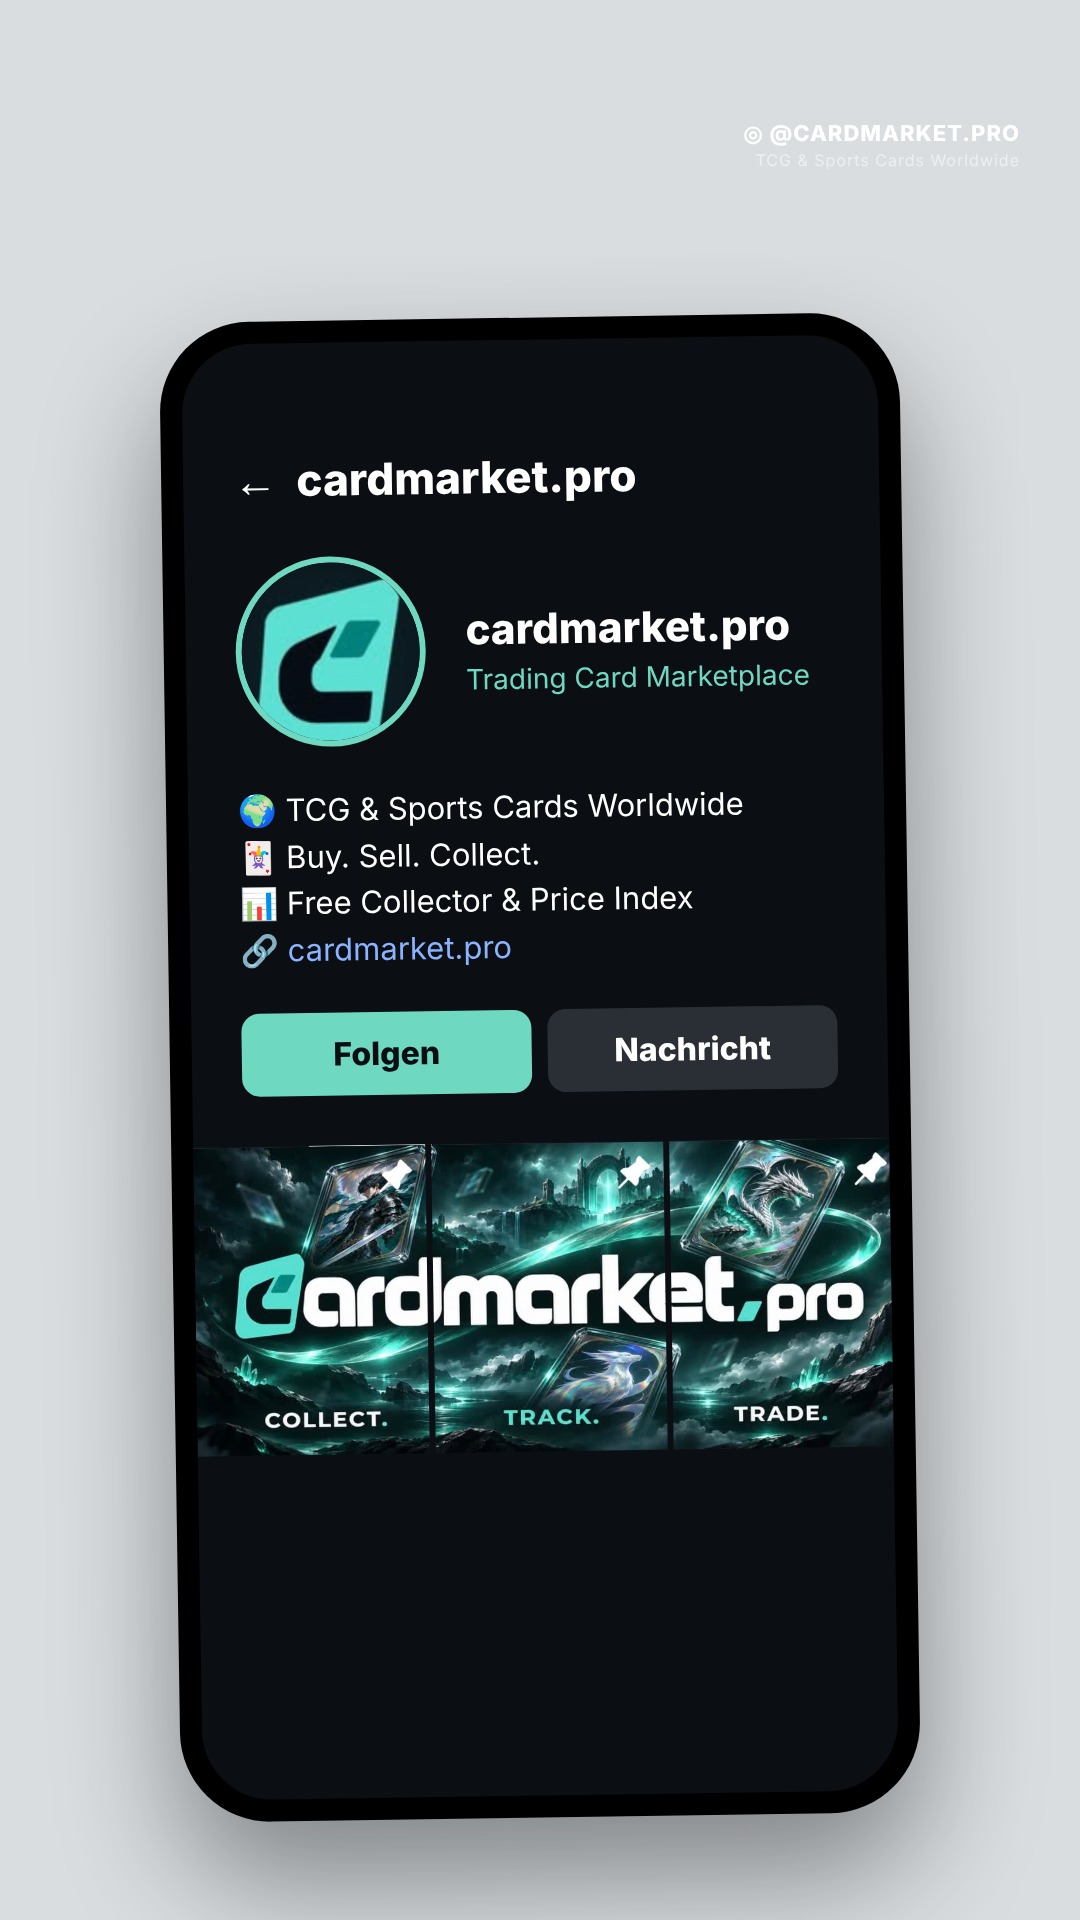 ◎ @CARDMARKET.PRO
TCG & Sports Cards Worldwide
← cardmarket.pro
cardmarket.pro
Trading Card Marketplace
🌍 TCG & Sports Cards Worldwide
🃏 Buy. Sell. Collect.
📊 Free Collector & Price Index
🔗 cardmarket.pro
Folgen Nachricht
Cardmarket.pro
COLLECT. TRACK. TRADE.